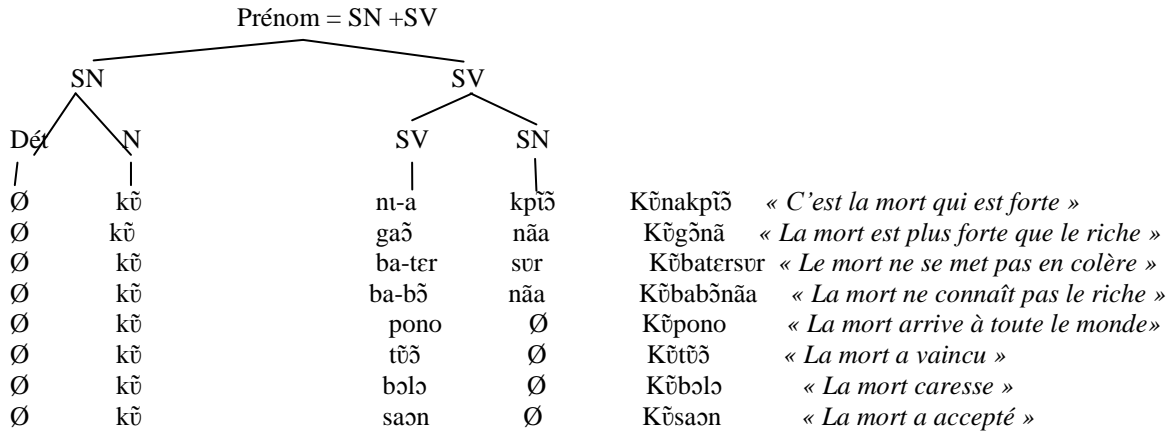 Prénom = SN +SV
SN SV
Dét N SV SN
Ø kʊ̃ nɩ-a kpɩ̃ɔ̃ Kʊ̃nakpɩ̃ɔ̃ « C’est la mort qui est forte »
Ø kʊ̃ gaɔ̃ nãa Kʊ̃gɔ̃nã « La mort est plus forte que le riche »
Ø kʊ̃ ba-tɛr sʊr Kʊ̃batɛrsʊr « Le mort ne se met pas en colère »
Ø kʊ̃ ba-bɔ̃ nãa Kʊ̃babɔ̃nãa « La mort ne connaît pas le riche »
Ø kʊ̃ pono Ø Kʊ̃pono « La mort arrive à toute le monde»
Ø kʊ̃ tʊ̃ɔ̃ Ø Kʊ̃tʊ̃ɔ̃ « La mort a vaincu »
Ø kʊ̃ bɔlɔ Ø Kʊ̃bɔlɔ « La mort caresse »
Ø kʊ̃ saɔn Ø Kʊ̃saɔn « La mort a accepté »